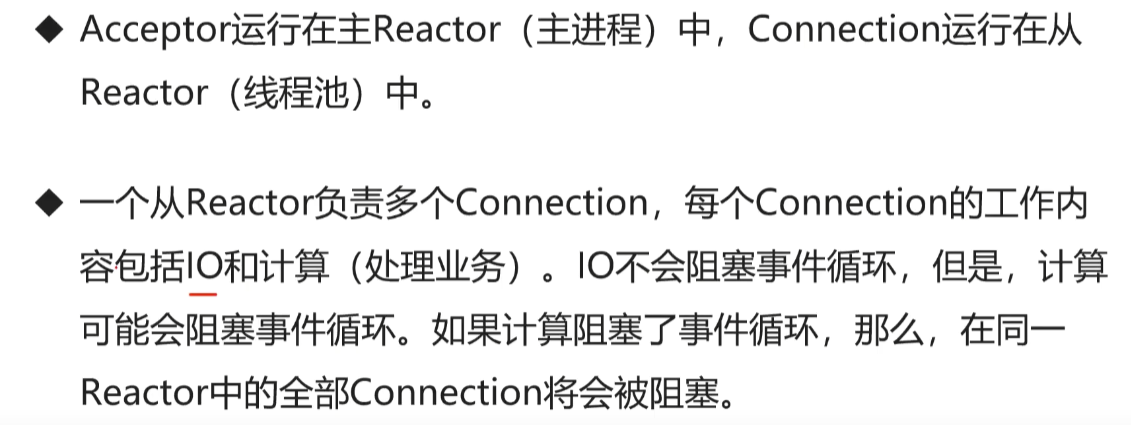 ◆ Acceptor运行在主Reactor（主进程）中，Connection运行在从
Reactor（线程池）中。
◆ 一个从Reactor负责多个Connection，每个Connection的工作内
容包括IO和计算（处理业务）。IO不会阻塞事件循环，但是，计算
可能会阻塞事件循环。如果计算阻塞了事件循环，那么，在同一
Reactor中的全部Connection将会被阻塞。